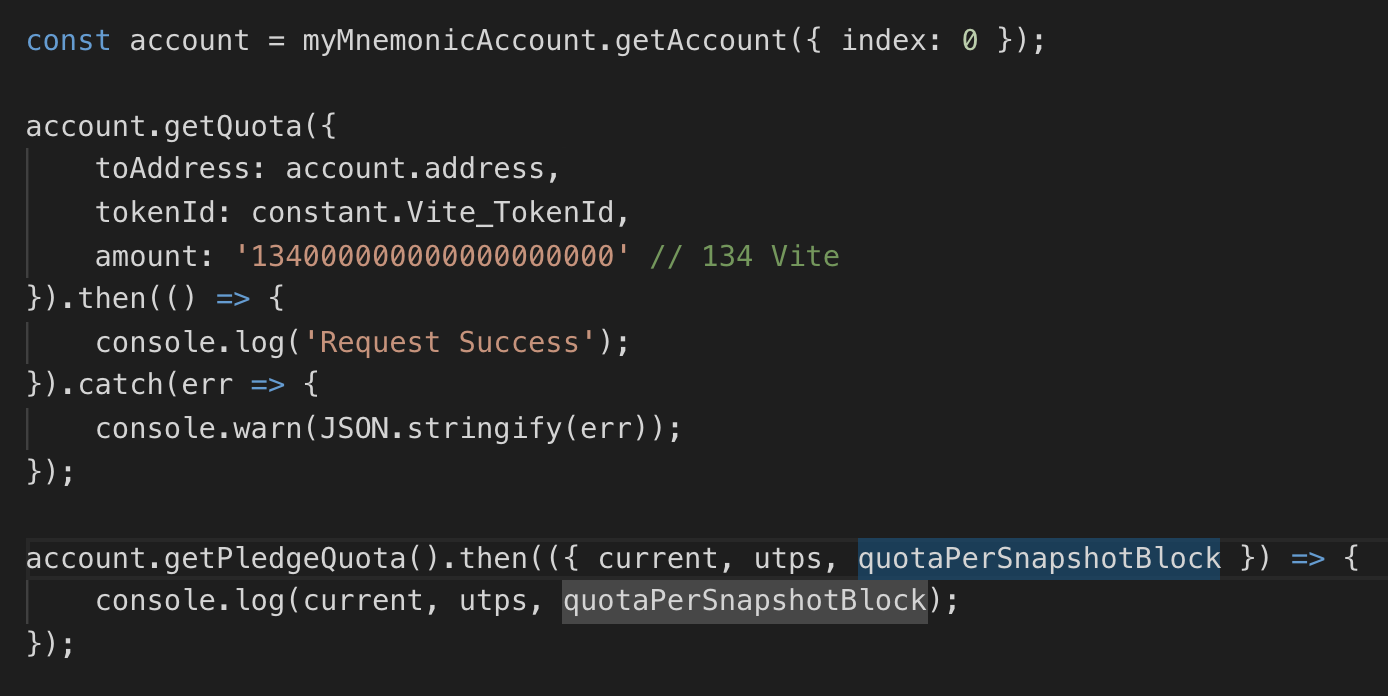 const account = myMnemonicAccount.getAccount({ index: 0 });
account.getQuota({
    toAddress: account.address,
    tokenId: constant.Vite_TokenId,
    amount: '134000000000000000000' // 134 Vite
}).then(() => {
    console.log('Request Success');
}).catch(err => {
    console.warn(JSON.stringify(err));
});
account.getPledgeQuota().then(({ current, utps, quotaPerSnapshotBlock }) => {
    console.log(current, utps, quotaPerSnapshotBlock);
});